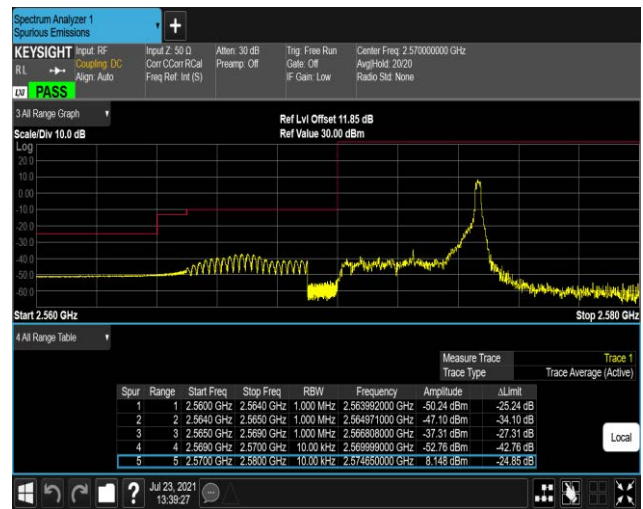 Spectrum Analyzer 1
Spurious Emissions
+
KEYSIGHT Input: RF Input Z: 50 Ω Atten: 30 dB Trig: Free Run Center Freq: 2.570000000 GHz
RL Coupling: DC Corr CCorr RCal Preamp: Off Gate: Off Avg|Hold: 20/20
Align: Auto Freq Ref: Int (S) IF Gain: Low Radio Std: None
LXI PASS
3 All Range Graph
Ref Lvl Offset 11.85 dB
Scale/Div 10.0 dB Ref Value 30.00 dBm
Log
20.0
10.0
0.00
-10.0
-20.0
-30.0
-40.0
-50.0
-60.0
Start 2.560 GHz Stop 2.580 GHz
4 All Range Table
Measure Trace Trace 1
Trace Type Trace Average (Active)
Spur Range Start Freq Stop Freq RBW Frequency Amplitude ΔLimit
1 1 2.5600 GHz 2.5640 GHz 1.000 MHz 2.563992000 GHz -50.24 dBm -25.24 dB
2 2 2.5640 GHz 2.5650 GHz 1.000 MHz 2.564971000 GHz -47.10 dBm -34.10 dB
3 3 2.5650 GHz 2.5690 GHz 1.000 MHz 2.566808000 GHz -37.31 dBm -27.31 dB
4 4 2.5690 GHz 2.5700 GHz 10.00 kHz 2.569999000 GHz -52.76 dBm -42.76 dB
5 5 2.5700 GHz 2.5800 GHz 10.00 kHz 2.574650000 GHz 8.148 dBm -24.85 dB
Local
? Jul 23, 2021
13:39:27